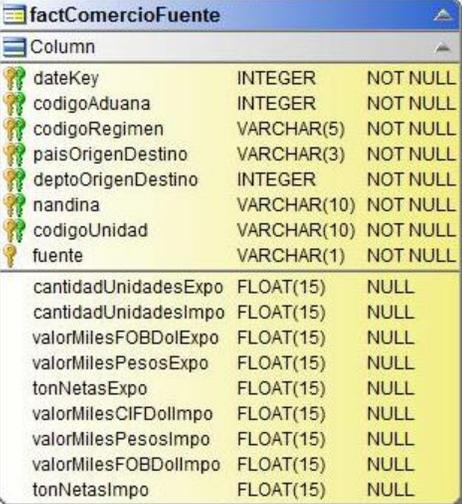 factComercioFuente
Column
dateKey INTEGER NOT NULL
codigoAduana INTEGER NOT NULL
codigoRegimen VARCHAR(5) NOT NULL
paisOrigenDestino VARCHAR(3) NOT NULL
deptoOrigenDestino INTEGER NOT NULL
nandina VARCHAR(10) NOT NULL
codigoUnidad VARCHAR(10) NOT NULL
fuente VARCHAR(1) NOT NULL
cantidadUnidadesExpo FLOAT(15) NULL
cantidadUnidadesImpo FLOAT(15) NULL
valorMilesFOBDolExpo FLOAT(15) NULL
valorMilesPesosExpo FLOAT(15) NULL
tonNetasExpo FLOAT(15) NULL
valorMilesCIFDolImpo FLOAT(15) NULL
valorMilesPesosImpo FLOAT(15) NULL
valorMilesFOBDolImpo FLOAT(15) NULL
tonNetasImpo FLOAT(15) NULL